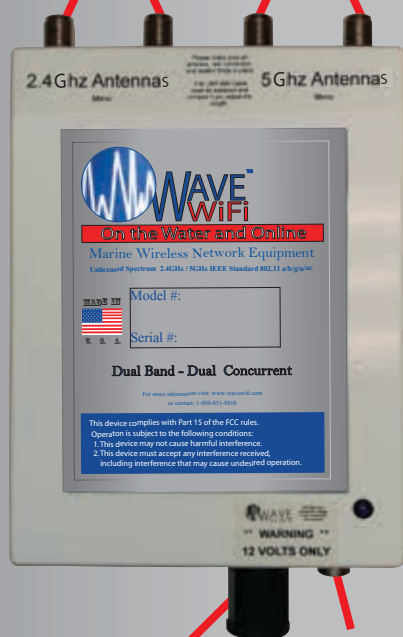 2.4Ghz Antennas
5Ghz Antennas
WAVE™
WiFi
On the Water and Online
Marine Wireless Network Equipment
Unlicensed Spectrum 2.4GHz / 5GHz IEEE Standard 802.11 a/b/g/n/ac
MADE IN
U. S. A.
Model #:
Serial #:
Dual Band - Dual Concurrent
For more information visit: www.wavewifi.com
or contact: 1-800-851-9816
This device complies with Part 15 of the FCC rules.
Operaton is subject to the following conditions:
1. This device may not cause harmful interference.
2. This device must accept any interference received,
including interference that may cause undesired operation.
WAVE
** WARNING **
12 VOLTS ONLY